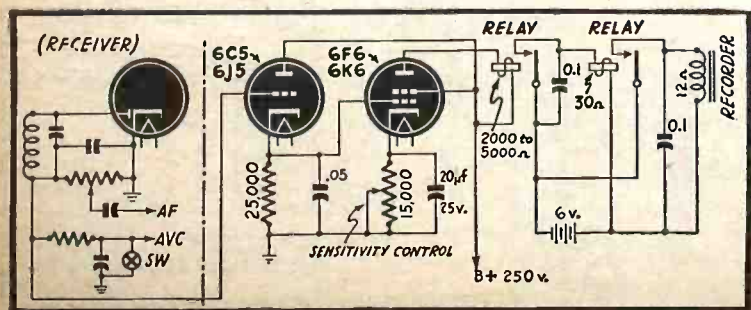 (RECEIVER)
AF
AVC
SW
6C5
6J5
25,000
.05
6F6
6K6
15,000
20µf
25v.
SENSITIVITY CONTROL
B+ 250 v.
RELAY
2000 to
5000Ω
0.1
RELAY
30Ω
6 v.
0.1
12Ω
RECORDER